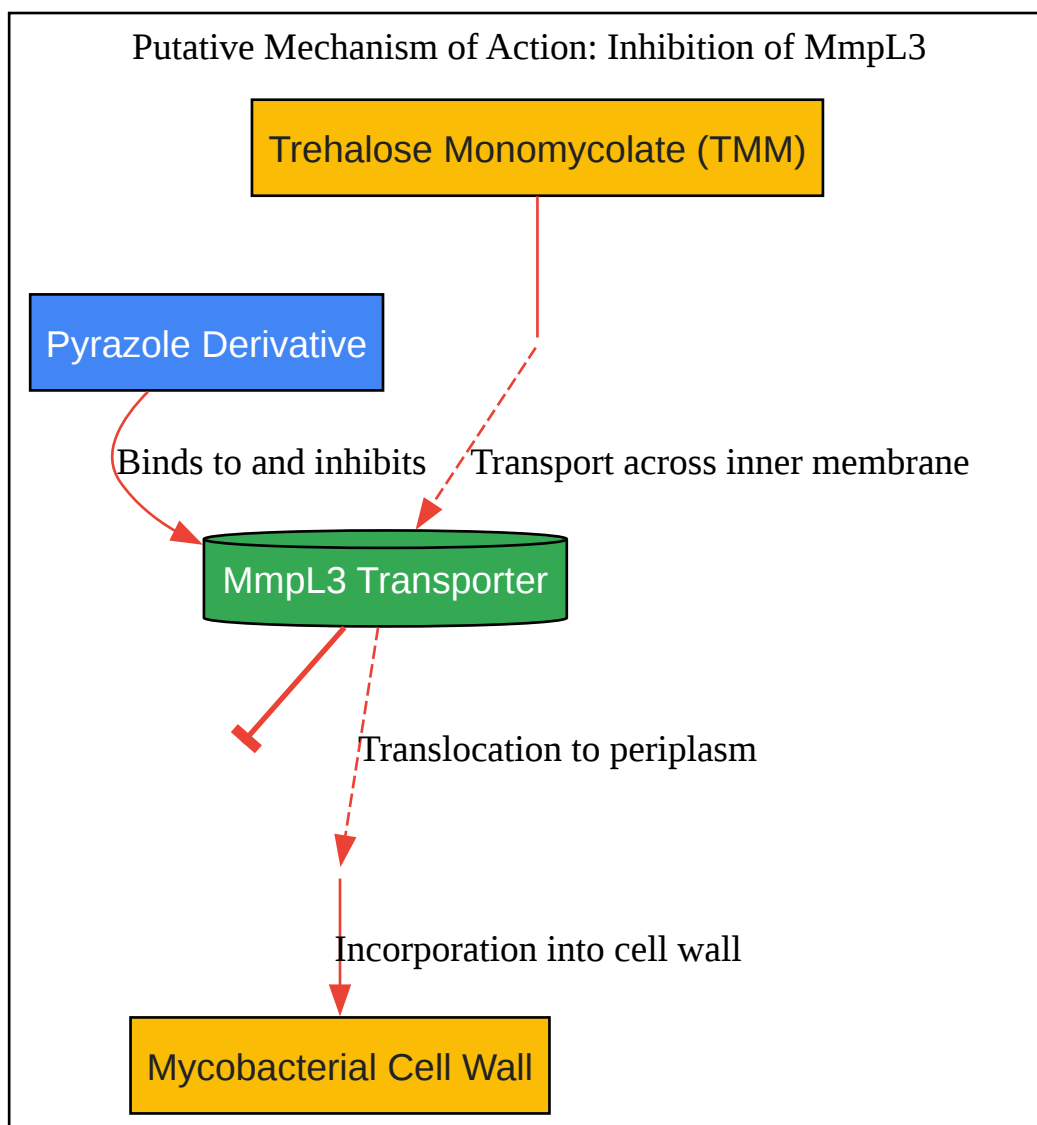 Putative Mechanism of Action: Inhibition of MmpL3
Trehalose Monomycolate (TMM)
Pyrazole Derivative
Binds to and inhibits
Transport across inner membrane
MmpL3 Transporter
Translocation to periplasm
Incorporation into cell wall
Mycobacterial Cell Wall